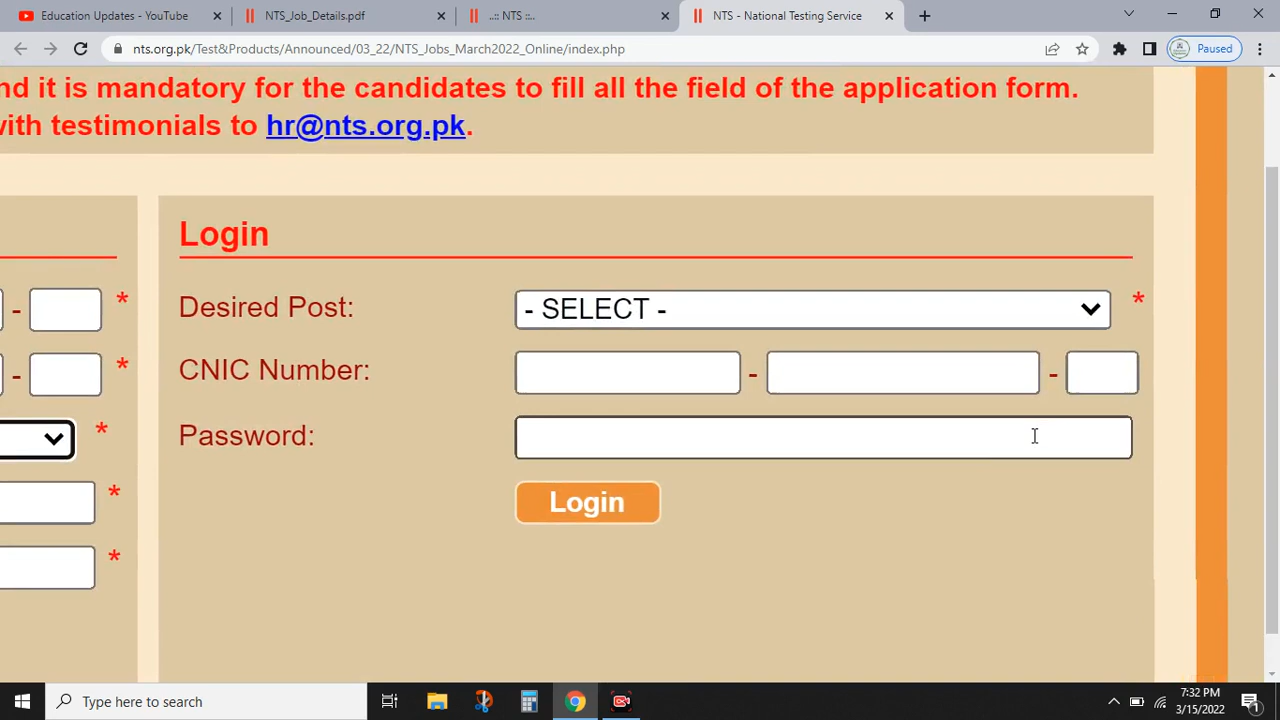 Education Updates - YouTube
NTS_Job_Details.pdf
..:: NTS ::..
NTS - National Testing Service
nts.org.pk/Test&Products/Announced/03_22/NTS_Jobs_March2022_Online/index.php
Paused
nd it is mandatory for the candidates to fill all the field of the application form.
with testimonials to hr@nts.org.pk.
Login
Desired Post: - SELECT - *
- * CNIC Number: - -
- *
* Password:
* Login
*
Type here to search
7:32 PM
3/15/2022
1